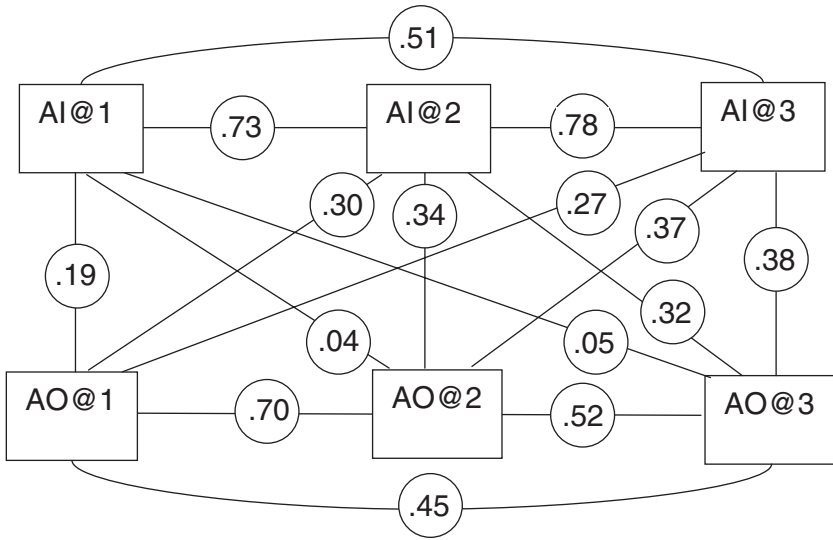 .51
AI@1
.73
AI@2
.78
AI@3
.30
.34
.27
.37
.19
.38
.04
.05
.32
AO@1
.70
AO@2
.52
AO@3
.45